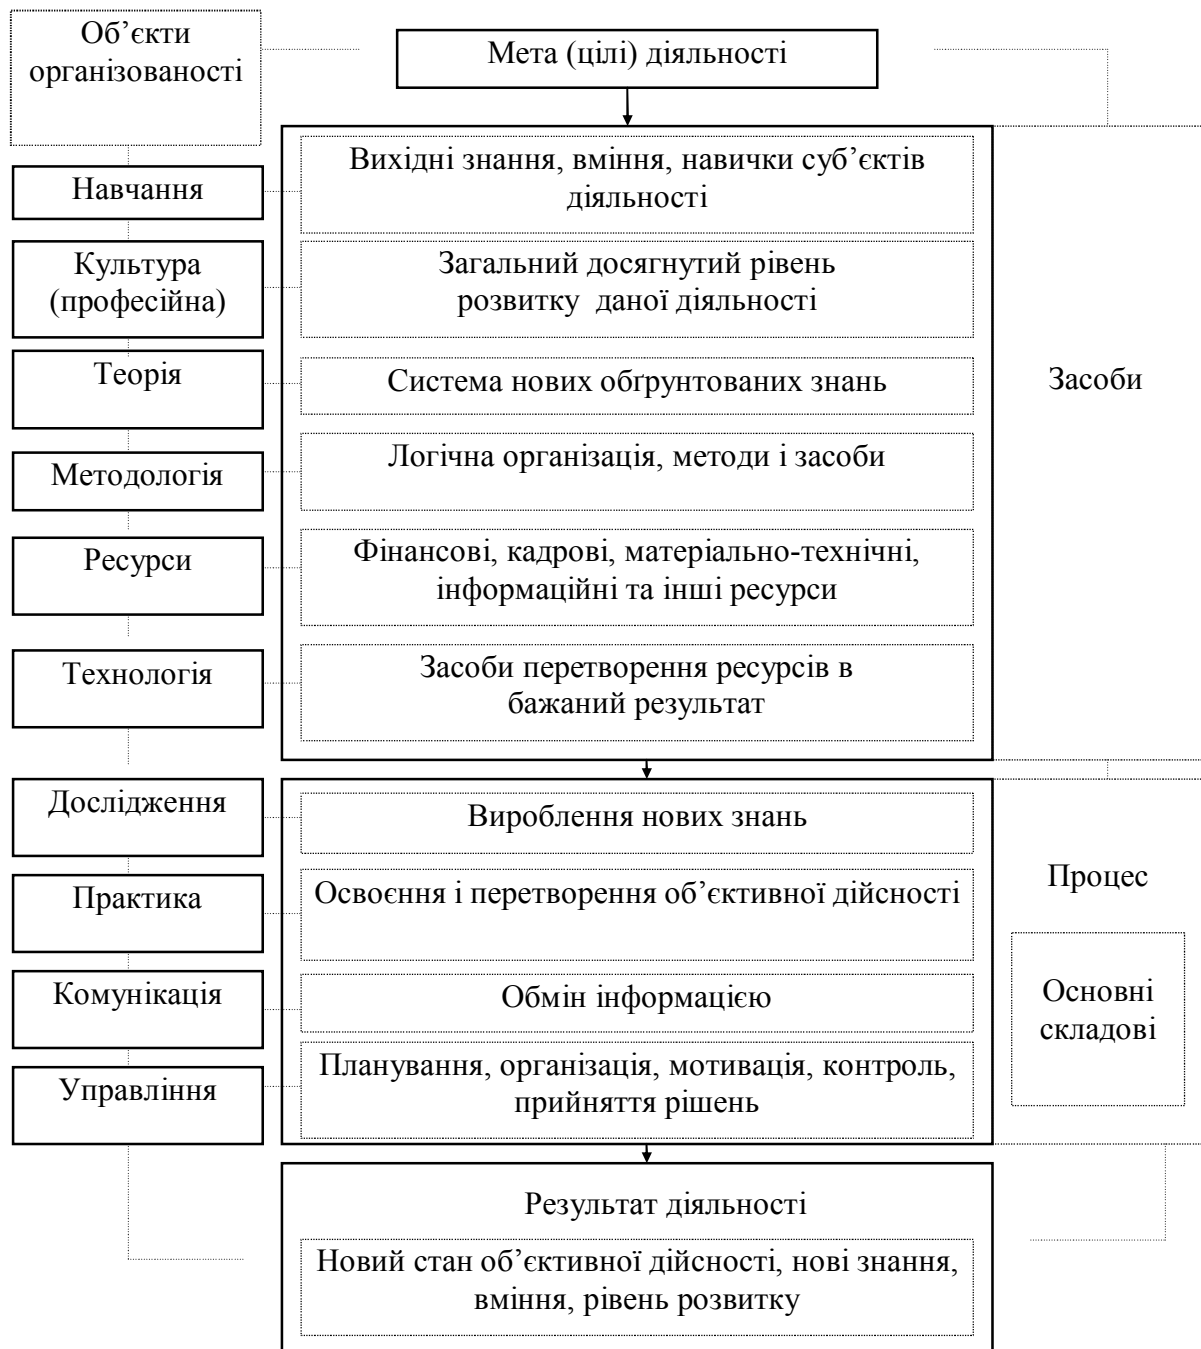 Об’єкти
організованості
Мета (цілі) діяльності
Навчання
Вихідні знання, вміння, навички суб’єктів
діяльності
Культура
(професійна)
Загальний досягнутий рівень
розвитку даної діяльності
Теорія
Система нових обґрунтованих знань
Засоби
Методологія
Логічна організація, методи і засоби
Ресурси
Фінансові, кадрові, матеріально-технічні,
інформаційні та інші ресурси
Технологія
Засоби перетворення ресурсів в
бажаний результат
Дослідження
Вироблення нових знань
Практика
Освоєння і перетворення об’єктивної дійсності
Процес
Комунікація
Обмін інформацією
Основні
складові
Управління
Планування, організація, мотивація, контроль,
прийняття рішень
Результат діяльності
Новий стан об’єктивної дійсності, нові знання,
вміння, рівень розвитку